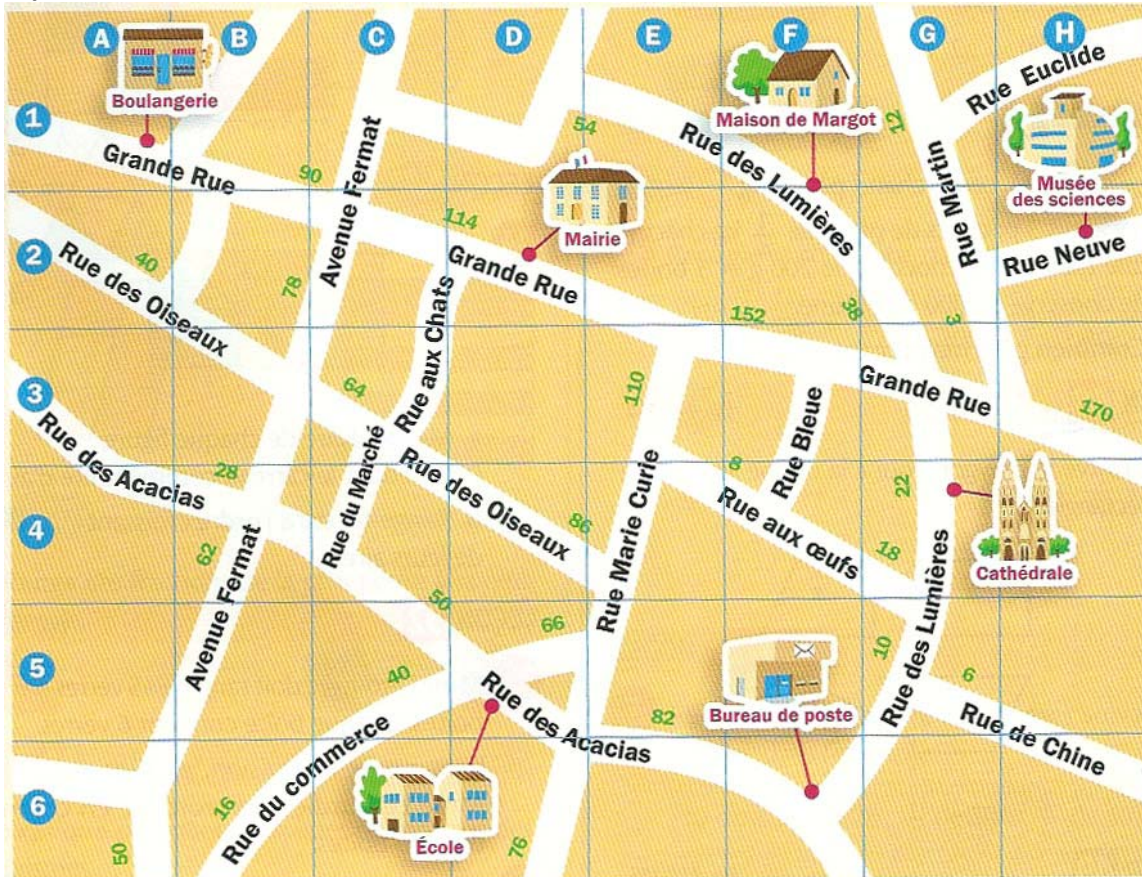 A
B
C
D
E
F
G
H
Boulangerie
Maison de Margot
Rue Euclide
1
Grande Rue
90
Avenue Fermat
54
Rue des Lumières
12
Rue Martin
Musée
des sciences
Mairie
114
2
40
Rue des Oiseaux
78
Grande Rue
Rue Neuve
152
38
3
3
Rue des Acacias
28
64
Rue aux Chats
110
Rue Bleue
Grande Rue
170
4
62
Avenue Fermat
Rue du Marché
Rue des Oiseaux
86
Rue Marie Curie
8
Rue aux œufs
18
22
Rue des Lumières
Cathédrale
5
50
66
40
Rue des Acacias
82
Bureau de poste
10
6
Rue de Chine
6
50
16
Rue du commerce
École
76